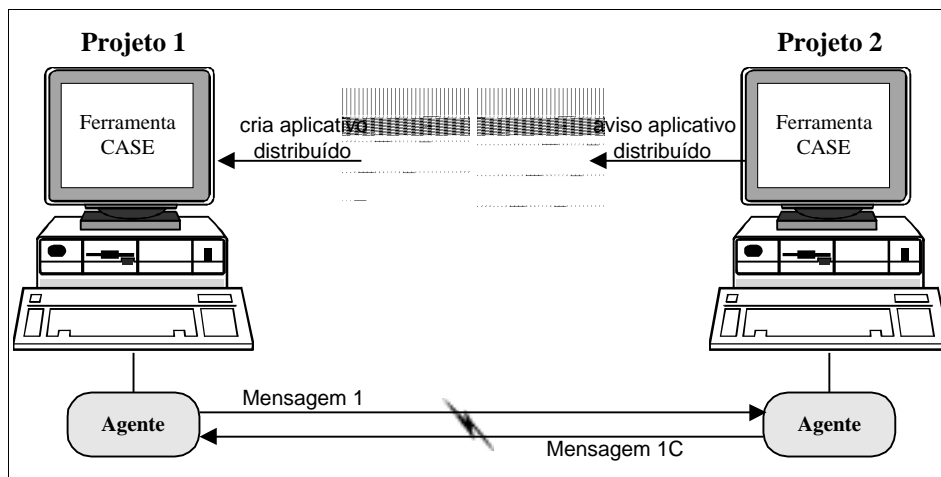 Projeto 1
Projeto 2
Ferramenta
CASE
cria aplicativo
distribuído
aviso aplicativo
distribuído
Ferramenta
CASE
Mensagem 1
Agente
Agente
Mensagem 1C